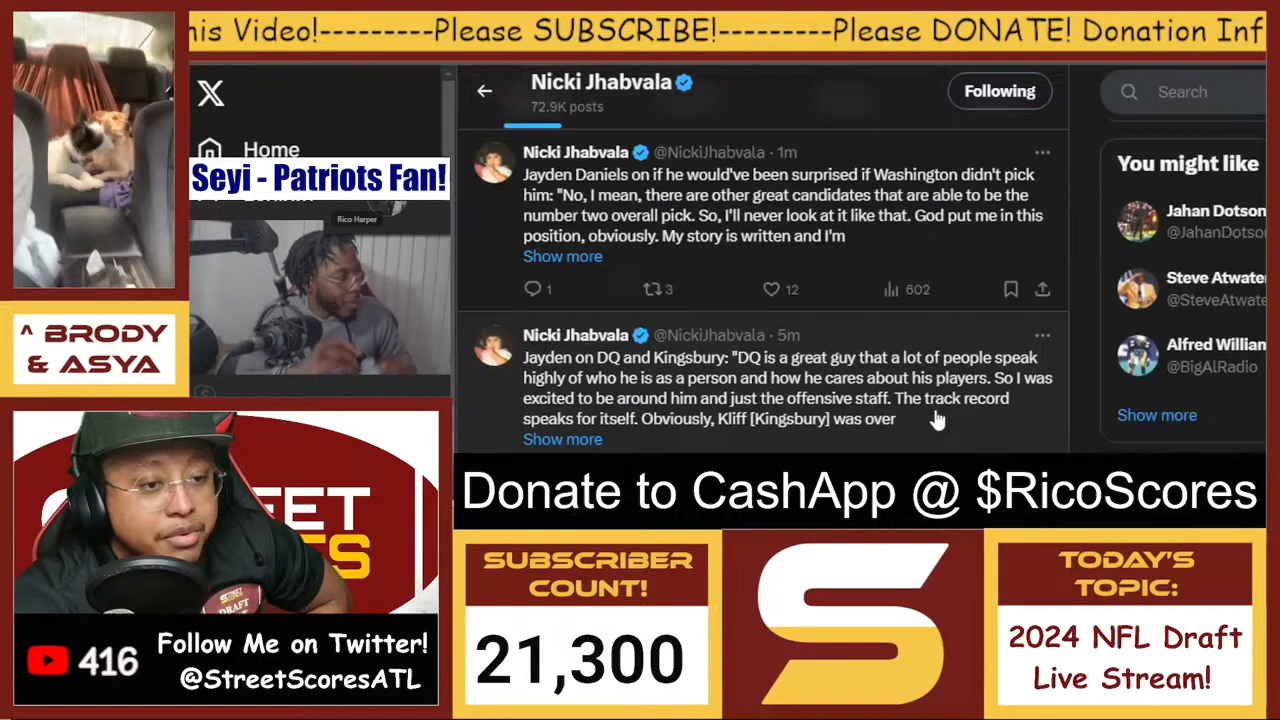 his Video!---------Please SUBSCRIBE!---------Please DONATE! Donation Inf
Home
Seyi - Patriots Fan!
Rico Harper
^ BRODY
& ASYA
Nicki Jhabvala
72.9K posts
Following
Search
Nicki Jhabvala @NickiJhabvala · 1m
Jayden Daniels on if he would've been surprised if Washington didn't pick
him: "No, I mean, there are other great candidates that are able to be the
number two overall pick. So, I'll never look at it like that. God put me in this
position, obviously. My story is written and I'm
Show more
1 3 12 602
Nicki Jhabvala @NickiJhabvala · 5m
Jayden on DQ and Kingsbury: "DQ is a great guy that a lot of people speak
highly of who he is as a person and how he cares about his players. So I was
excited to be around him and just the offensive staff. The track record
speaks for itself. Obviously, Kliff [Kingsbury] was over
Show more
You might like
Jahan Dotson
@JahanDotso
Steve Atwate
@SteveAtwate
Alfred William
@BigAlRadio
Show more
Donate to CashApp @ $RicoScores
DRAFT
416
Follow Me on Twitter!
@StreetScoresATL
SUBSCRIBER
COUNT!
21,300
S
TODAY'S
TOPIC:
2024 NFL Draft
Live Stream!